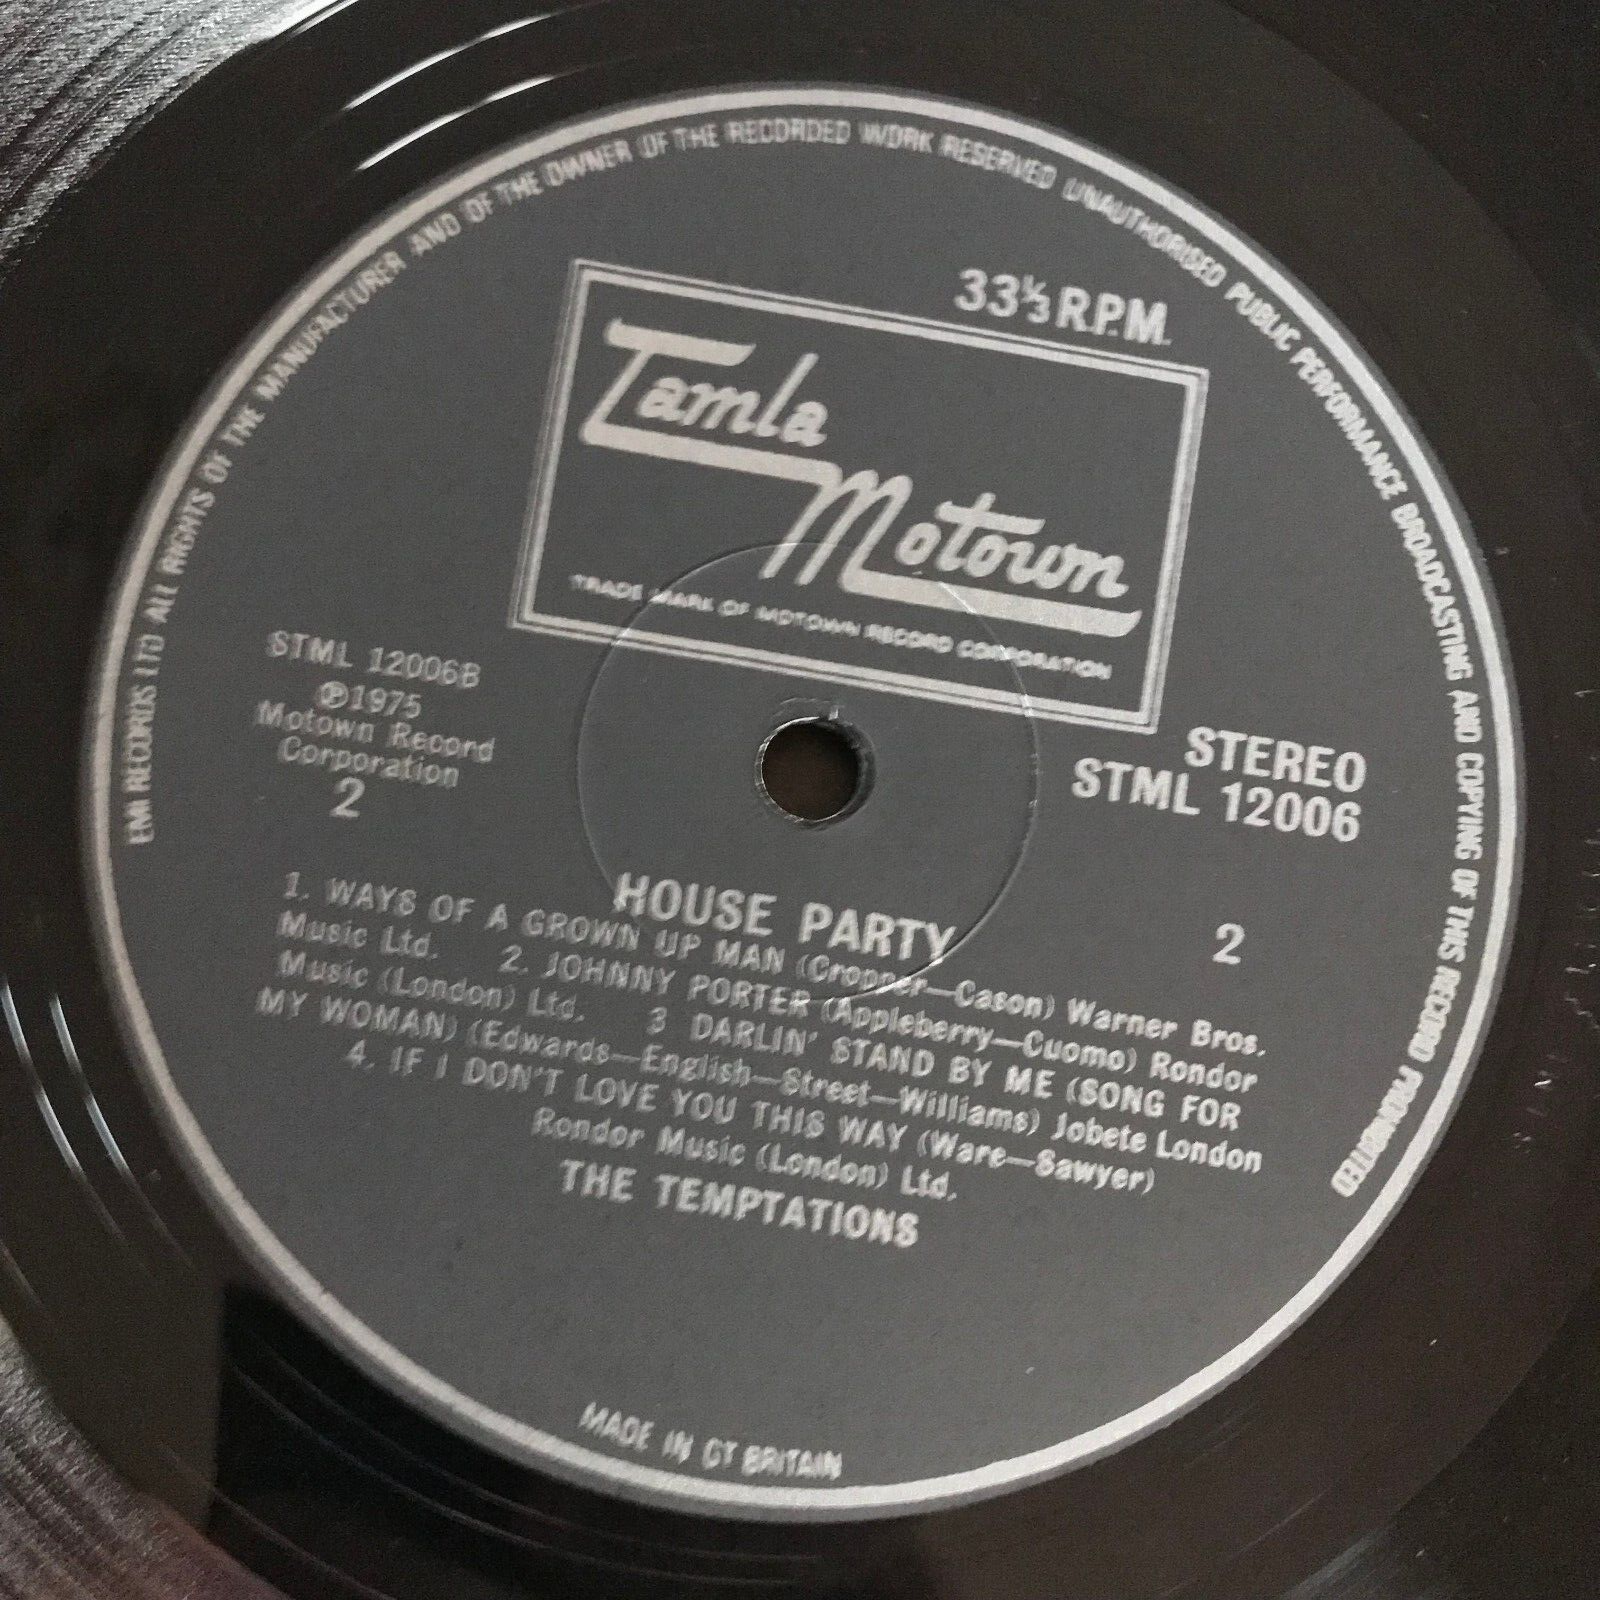 EMI RECORDS LTD ALL RIGHTS OF THE MANUFACTURER AND OF THE OWNER OF THE RECORDED WORK RESERVED UNAUTHORISED PUBLIC PERFORMANCE BROADCASTING AND COPYING OF THIS RECORD PROHIBITED
33⅓ R.P.M.
Tamla
Motown
TRADE MARK OF MOTOWN RECORD CORPORATION
STML 12006B
℗1975
Motown Record
Corporation
2
STEREO
STML 12006
2
HOUSE PARTY
1. WAYS OF A GROWN UP MAN (Cropper—Cason) Warner Bros.
Music Ltd. 2. JOHNNY PORTER (Appleberry—Cuomo) Rondor
Music (London) Ltd. 3 DARLIN' STAND BY ME (SONG FOR
MY WOMAN) (Edwards—English—Street—Williams) Jobete London
4. IF I DON'T LOVE YOU THIS WAY (Ware—Sawyer)
Rondor Music (London) Ltd.
THE TEMPTATIONS
MADE IN GT BRITAIN